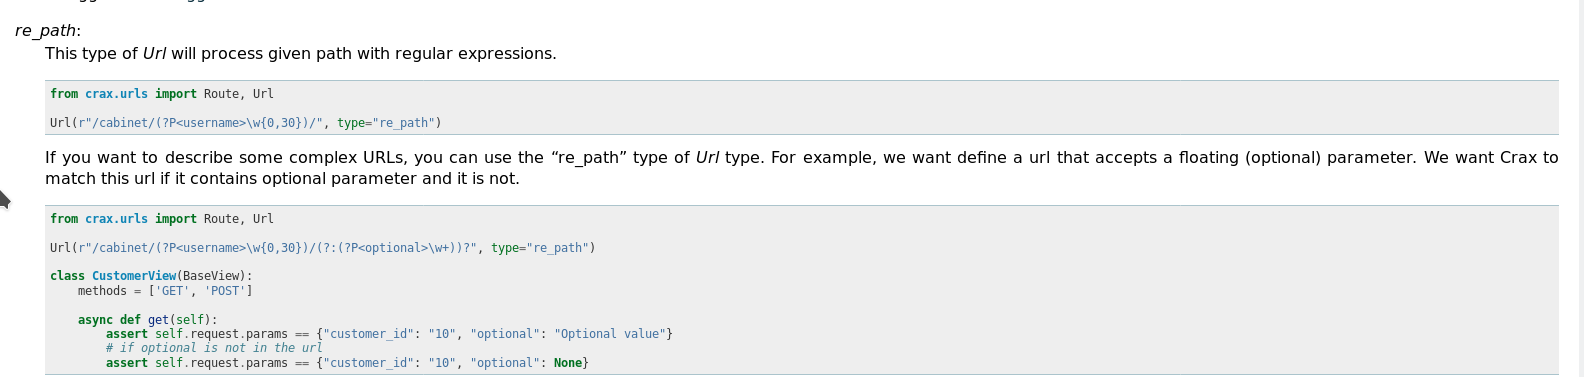 re_path:
This type of Url will process given path with regular expressions.
from crax.urls import Route, Url
Url(r"/cabinet/(?P<username>\w{0,30})/", type="re_path")
If you want to describe some complex URLs, you can use the “re_path” type of Url type. For example, we want define a url that accepts a floating (optional) parameter. We want Crax to
match this url if it contains optional parameter and it is not.
from crax.urls import Route, Url
Url(r"/cabinet/(?P<username>\w{0,30})/(?:(?P<optional>\w+))?", type="re_path")
class CustomerView(BaseView):
    methods = ['GET', 'POST']
    async def get(self):
        assert self.request.params == {"customer_id": "10", "optional": "Optional value"}
        # if optional is not in the url
        assert self.request.params == {"customer_id": "10", "optional": None}